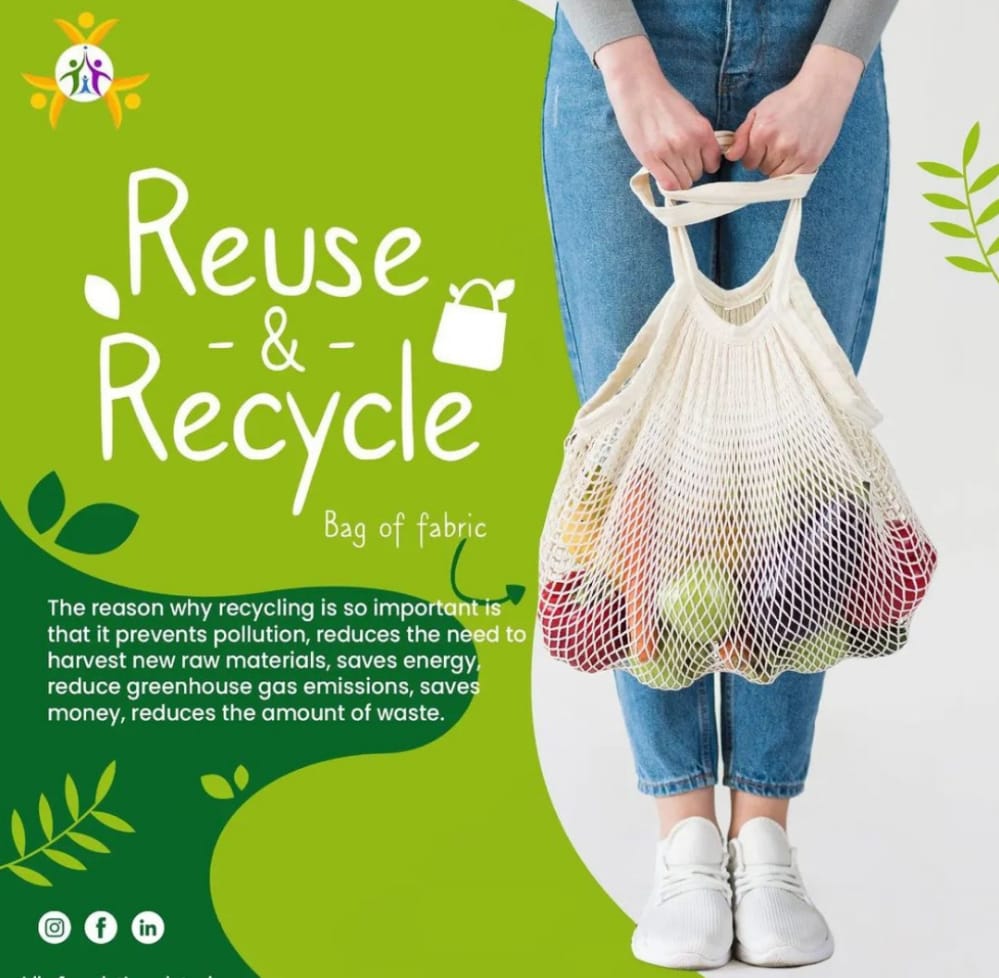 Reuse
- & -
Recycle
Bag of fabric
The reason why recycling is so important is
that it prevents pollution, reduces the need to
harvest new raw materials, saves energy,
reduce greenhouse gas emissions, saves
money, reduces the amount of waste.